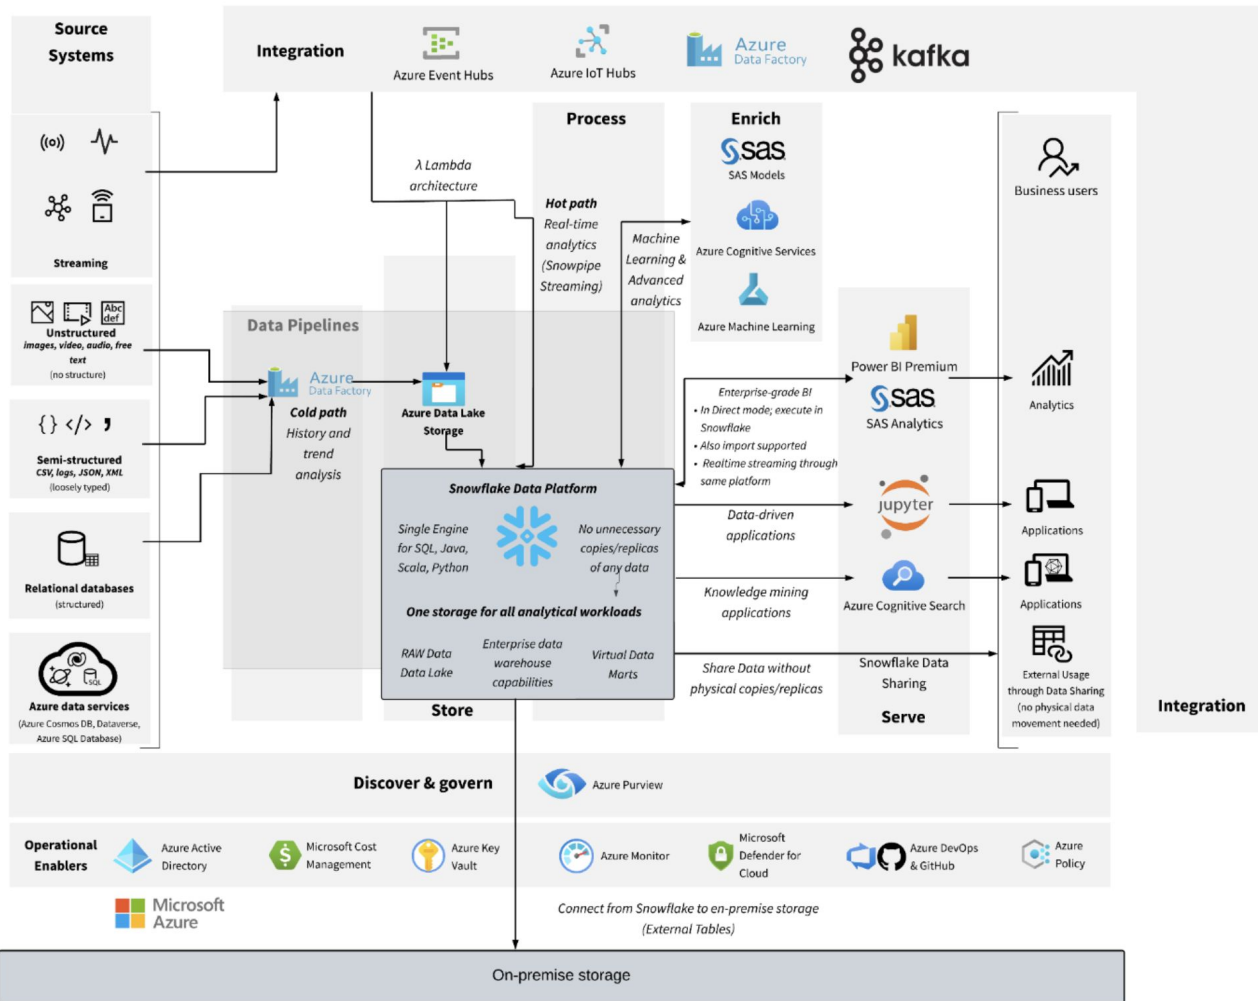 Source
Systems
Integration
Azure Event Hubs
Azure IoT Hubs
Azure
Data Factory
kafka
Streaming
Abc
def
Unstructured
images, video, audio, free
text
(no structure)
{ } </> ,
Semi-structured
CSV, logs, JSON, XML
(loosely typed)
Relational databases
(structured)
SQL
Azure data services
(Azure Cosmos DB, Dataverse,
Azure SQL Database)
λ Lambda
architecture
Process
Hot path
Real-time
analytics
(Snowpipe
Streaming)
Enrich
sas
SAS Models
Azure Cognitive Services
Azure Machine Learning
Machine
Learning &
Advanced
analytics
Data Pipelines
Azure
Data Factory
Cold path
History and
trend
analysis
Azure Data Lake
Storage
Snowflake Data Platform
Single Engine
for SQL, Java,
Scala, Python
No unnecessary
copies/replicas
of any data
One storage for all analytical workloads
RAW Data
Data Lake
Enterprise data
warehouse
capabilities
Virtual Data
Marts
Store
Enterprise-grade BI
• In Direct mode; execute in
Snowflake
• Also import supported
• Realtime streaming through
same platform
Data-driven
applications
Knowledge mining
applications
Share Data without
physical copies/replicas
Power BI Premium
sas
SAS Analytics
jupyter
Azure Cognitive Search
Snowflake Data
Sharing
Serve
Business users
Analytics
Applications
Applications
External Usage
through Data Sharing
(no physical data
movement needed)
Integration
Discover & govern
Azure Purview
Operational
Enablers
Azure Active
Directory
$
Microsoft Cost
Management
Azure Key
Vault
Azure Monitor
Microsoft
Defender for
Cloud
Azure DevOps
& GitHub
Azure
Policy
Microsoft
Azure
Connect from Snowflake to en-premise storage
(External Tables)
On-premise storage